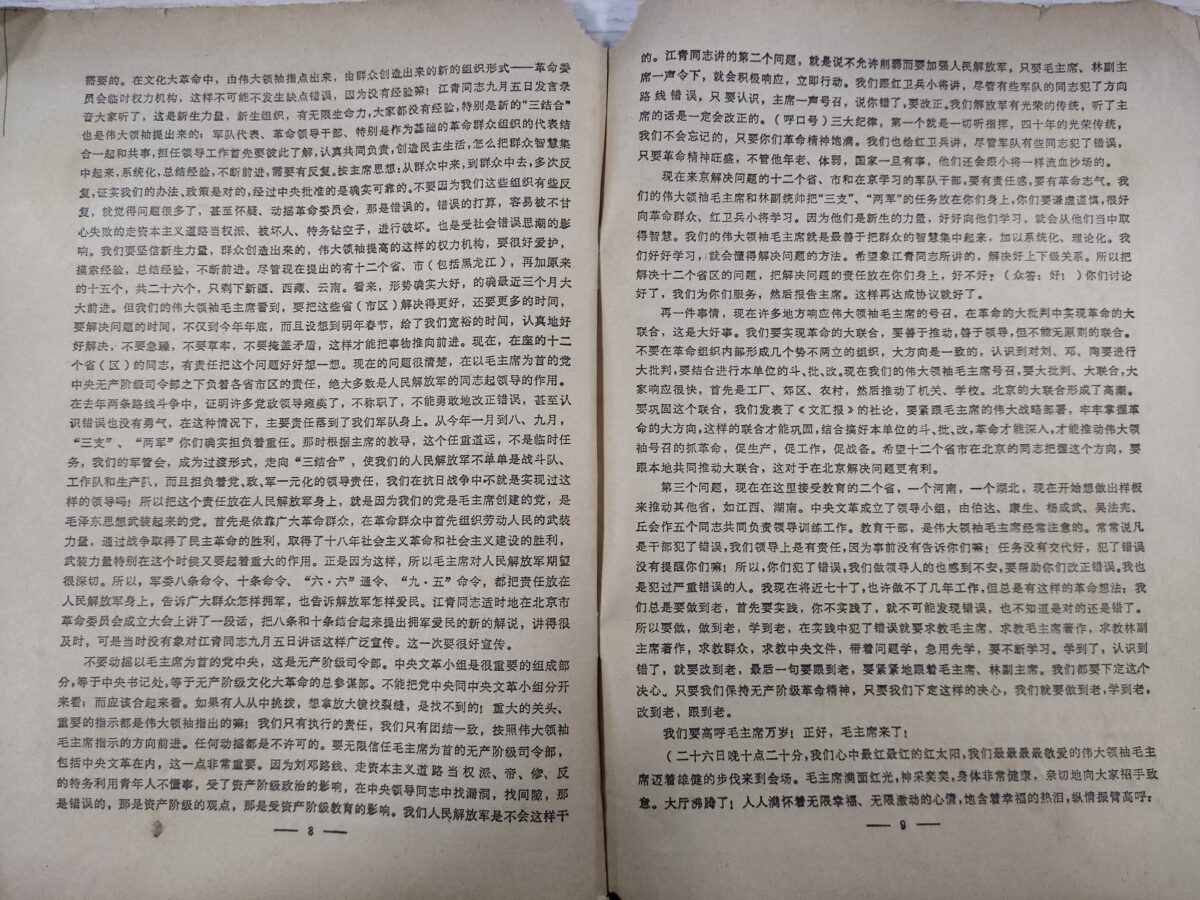 需要的。在文化大革命中，由伟大领袖指点出来，由群众创造出来的新的组织形式——革命委
员会临时权力机构，这样不可能不发生缺点错误，因为没有经验嘛！江青同志九月五日发言录
音大家听了，这是新生力量，新生组织，有无限生命力，大家都没有经验，特别是新的“三结合”
也是伟大领袖提出来的；军队代表、革命领导干部、特别是作为基础的革命群众组织的代表结
合一起和共事，担任领导工作首先要彼此了解，认真共同负责，创造民主生活，怎么把群众智慧集
中起来，系统化，总结经验，不断前进，需要有反复。按主席思想：从群众中来，到群众中去，多次反
复，证实我们的办法、政策是对的，经过中央批准的是确实可靠的。不要因为我们这些组织有些反
复，就觉得问题很多了，甚至怀疑、动摇革命委员会，那是错误的。错误的打算，容易被不甘
心失败的走资本主义道路当权派、被坏人、特务钻空子，进行破坏。也是受社会错误思潮的影
响。我们要坚信新生力量，群众创造出来的，伟大领袖提高的这样的权力机构，要很好爱护，
摸索经验，总结经验，不断前进。尽管现在提出的有十二个省、市（包括黑龙江），再加原来
的十五个，共二十六个，只剩下新疆、西藏、云南。看来，形势确实大好，的确最近三个月大
大前进。但我们的伟大领袖毛主席看到，要把这些省（市区）解决得更好，还要更多的时间，
要解决问题的时间，不仅到今年年底，而且设想到明年春节，给了我们宽裕的时间，认真地好
好解决，不要急躁，不要草率，不要掩盖矛盾，这样才能把事物推向前进。现在，在座的十二
个省（区）的同志，有责任把这个问题好好想一想。现在的问题很清楚，在以毛主席为首的党
中央无产阶级司令部之下负着各省市区的责任，绝大多数是人民解放军的同志起领导的作用。
在去年两条路线斗争中，证明许多党政领导瘫痪了，不称职了，不能勇敢地改正错误，甚至认
识错误也没有勇气，在这种情况下，主要责任落到了我们军队身上。从今年一月到八、九月，
“三支”、“两军”你们确实担负着重任。那时根据主席的教导，这个任重道远，不是临时任
务，我们的军管会，成为过渡形式，走向“三结合”，使我们的人民解放军不单单是战斗队、
工作队和生产队，而且担负着党、政、军一元化的领导责任，我们在抗日战争中不就是实现过这
样的领导吗！所以把这个责任放在人民解放军身上，就是因为我们的党是毛主席创建的党，是
毛泽东思想武装起来的党。首先是依靠广大革命群众，在革命群众中首先组织劳动人民的武装
力量，通过战争取得了民主革命的胜利，取得了十八年社会主义革命和社会主义建设的胜利，
武装力量特别在这个时候又要起着重大的作用。正是因为这样，所以毛主席对人民解放军期望
很深切。所以，军委八条命令、十条命令、“六·六”通令、“九·五”命令，都把责任放在
人民解放军身上，告诉广大群众怎样拥军，也告诉解放军怎样爱民。江青同志适时地在北京市
革命委员会成立大会上讲了一段话，把八条和十条结合起来提出拥军爱民的新的解说，讲得很
及时，可是当时没有象对江青同志九月五日讲话这样广泛宣传。这一次要很好宣传。
不要动摇以毛主席为首的党中央，这是无产阶级司令部。中央文革小组是很重要的组成部
分，等于中央书记处，等于无产阶级文化大革命的总参谋部。不能把党中央同中央文革小组分开
来看；而应该合起来看。如果有人从中挑拨，想拿放大镜找裂缝，是找不到的！重大的关头、
重要的指示都是伟大领袖指出的嘛！我们只有执行的责任，我们只有团结一致，按照伟大领袖
毛主席指示的方向前进。任何动摇都是不许可的。要无限信任毛主席为首的无产阶级司令部，
包括中央文革在内，这一点非常重要。因为刘邓路线、走资本主义道路当权派、帝、修、反
的特务利用青年人不懂事，受了资产阶级政治的影响，在中央领导同志中找漏洞，找间隙，那
是错误的，那是资产阶级的观点，那是受资产阶级教育的影响。我们人民解放军是不会这样干
— 8 —
的。江青同志讲的第二个问题，就是说不允许削弱而要加强人民解放军，只要毛主席、林副主
席一声令下，就会积极响应，立即行动。我们跟红卫兵小将讲，尽管有些军队的同志犯了方向
路线错误，只要认识，主席一声号召，说你错了，要改正。我们解放军有光荣的传统，听了主
席的话是一定会改正的。（呼口号）三大纪律，第一个就是一切听指挥，四十年的光荣传统，
我们不会忘记的，只要你们革命精神饱满。我们也给红卫兵讲，尽管军队有些同志犯了错误，
只要革命精神旺盛，不管他年老、体弱，国家一旦有事，他们还会跟小将一样流血沙场的。
现在来京解决问题的十二个省、市和在京学习的军队干部，要有责任感，要有革命志气。我
们的伟大领袖毛主席和林副统帅把“三支”、“两军”的任务放在你们身上，你们要谦虚谨慎，很好
向革命群众、红卫兵小将学习。因为他们是新生的力量，好好向他们学习，就会从他们当中取
得智慧。我们的伟大领袖毛主席就是最善于把群众的智慧集中起来，加以系统化、理论化。我
们好好学习，就会懂得解决问题的方法。希望象江青同志所讲的，解决好上下级关系。所以把
解决十二个省区的问题，把解决问题的责任放在你们身上，好不好？（众答：好！）你们讨论
好了，我们为你们服务，然后报告主席。这样再达成协议就好了。
再一件事情，现在许多地方响应伟大领袖毛主席的号召，在革命的大批判中实现革命的大
联合，这是大好事。我们要实现革命的大联合，要善于推动，善于领导，但不能无原则的联合。
不要在革命组织内部形成几个势不两立的组织，大方向是一致的，认识到对刘、邓、陶要进行
大批判，要结合进行本单位的斗、批、改。现在我们的伟大领袖毛主席号召，要大批判、大联合，大
家响应很快，首先是工厂、郊区、农村，然后推动了机关、学校。北京的大联合形成了高潮。
要巩固这个联合，我们发表了《文汇报》的社论，要紧跟毛主席的伟大战略部署，牢牢掌握革
命的大方向，这样的联合才能巩固，结合搞好本单位的斗、批、改，革命才能深入，才能推动伟大领
袖号召的抓革命，促生产，促工作，促战备。希望十二个省市在北京的同志把握这个方向，要
跟本地共同推动大联合，这对于在北京解决问题更有利。
第三个问题，现在在这里接受教育的二个省，一个河南，一个湖北，现在开始想做出样板
来推动其他省，如江西、湖南。中央文革成立了领导小组，由伯达、康生、杨成武、吴法宪、
丘会作五个同志共同负责领导训练工作。教育干部，是伟大领袖毛主席经常注意的。常常说凡
是干部犯了错误，我们领导上是有责任，因为事前没有告诉你们嘛！任务没有交代好，犯了错误
没有提醒你们嘛！所以，你们犯了错误，我们做领导人的也感到不安，要帮助你们改正错误。我也
是犯过严重错误的人。我现在将近七十了，也许做不了几年工作，但总是有这样的革命想法：我
们总是要做到老，首先要实践，你不实践了，就不可能发现错误，也不知道是对的还是错了。
所以要做，做到老，学到老，在实践中犯了错误就要求教毛主席、求教毛主席著作，求教林副
主席著作，求教群众，求教中央文件，带着问题学，急用先学，要不断学习。学到了，认识到
错了，就要改到老，最后一句要跟到老，要紧紧地跟着毛主席、林副主席。我们都要下定这个
决心。只要我们保持无产阶级革命精神，只要我们下定这样的决心，我们就要做到老，学到老，
改到老，跟到老。
我们要高呼毛主席万岁！正好，毛主席来了！
（二十六日晚十点二十分，我们心中最红最红的红太阳，我们最最最最敬爱的伟大领袖毛主
席迈着雄健的步伐来到会场。毛主席满面红光，神采奕奕，身体非常健康，亲切地向大家招手致
意。大厅沸腾了！人人满怀着无限幸福、无限激动的心情，饱含着幸福的热泪，纵情振臂高呼：
— 9 —